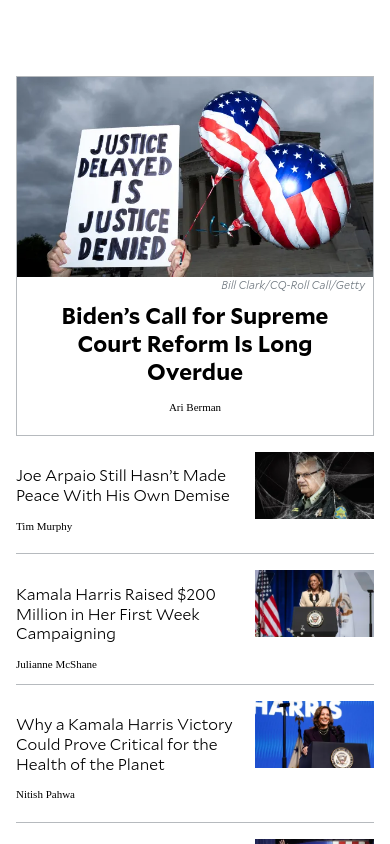 JUSTICE
DELAYED
IS
JUSTICE
DENIED
Bill Clark/CQ-Roll Call/Getty
Biden’s Call for Supreme
Court Reform Is Long
Overdue
Ari Berman
Joe Arpaio Still Hasn’t Made
Peace With His Own Demise
Tim Murphy
Kamala Harris Raised $200
Million in Her First Week
Campaigning
Julianne McShane
HARRIS
Why a Kamala Harris Victory
Could Prove Critical for the
Health of the Planet
Nitish Pahwa